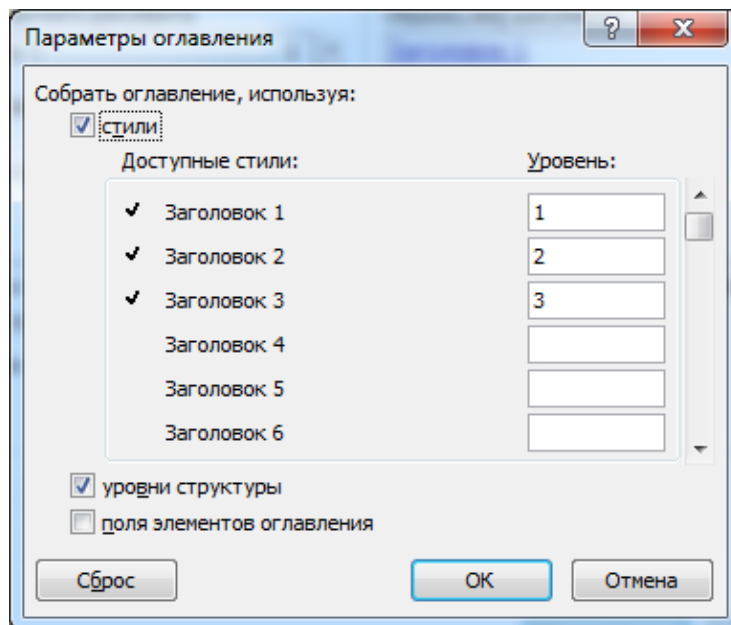 Параметры оглавления
Собрать оглавление, используя:
стили
Доступные стили: Уровень:
Заголовок 1 1
Заголовок 2 2
Заголовок 3 3
Заголовок 4
Заголовок 5
Заголовок 6
уровни структуры
поля элементов оглавления
Сброс ОК Отмена